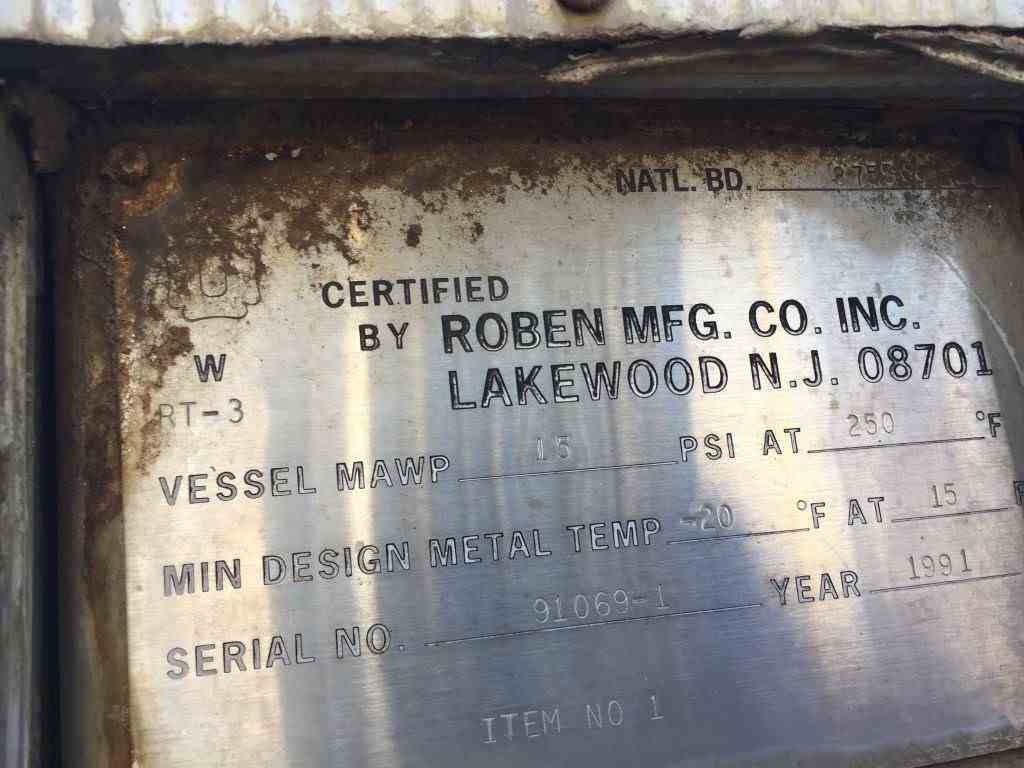 NATL. BD.
U
CERTIFIED
BY ROBEN MFG. CO. INC.
W
LAKEWOOD N.J. 08701
RT-3
VESSEL MAWP 15 PSI AT 250 °F
MIN DESIGN METAL TEMP -20 °F AT 15
SERIAL NO. 91069-1 YEAR 1991
ITEM NO 1